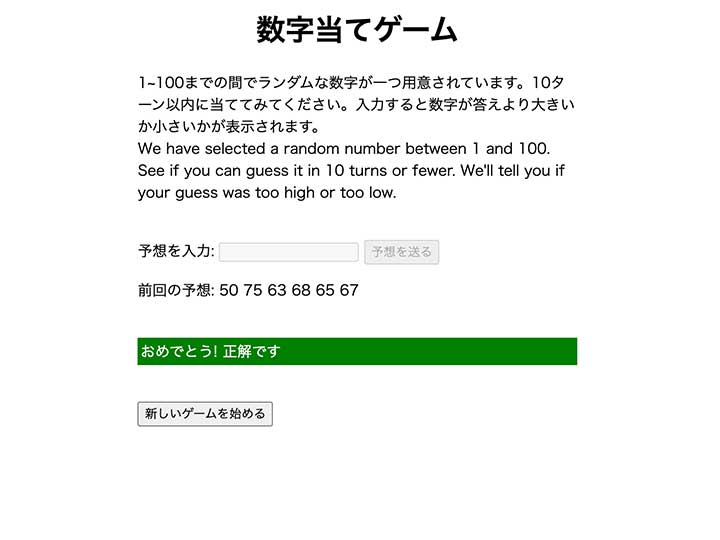 数字当てゲーム
1~100までの間でランダムな数字が一つ用意されています。10タ
ーン以内に当ててみてください。入力すると数字が答えより大きい
か小さいかが表示されます。
We have selected a random number between 1 and 100.
See if you can guess it in 10 turns or fewer. We'll tell you if
your guess was too high or too low.
予想を入力: 予想を送る
前回の予想: 50 75 63 68 65 67
おめでとう! 正解です
新しいゲームを始める